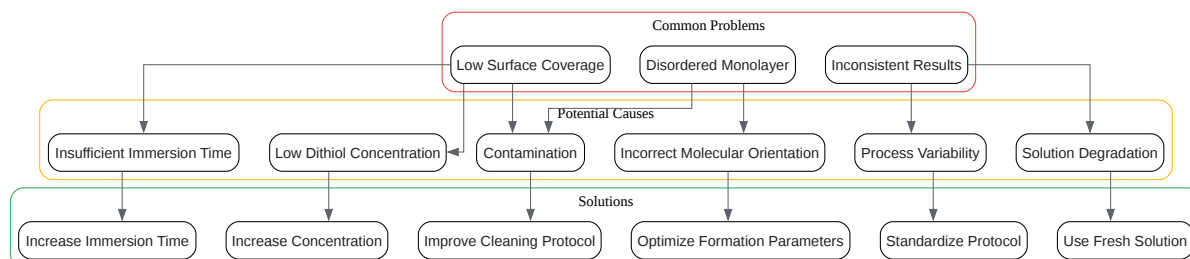 Common Problems
Low Surface Coverage
Disordered Monolayer
Inconsistent Results
Potential Causes
Insufficient Immersion Time
Low Dithiol Concentration
Contamination
Incorrect Molecular Orientation
Process Variability
Solution Degradation
Solutions
Increase Immersion Time
Increase Concentration
Improve Cleaning Protocol
Optimize Formation Parameters
Standardize Protocol
Use Fresh Solution